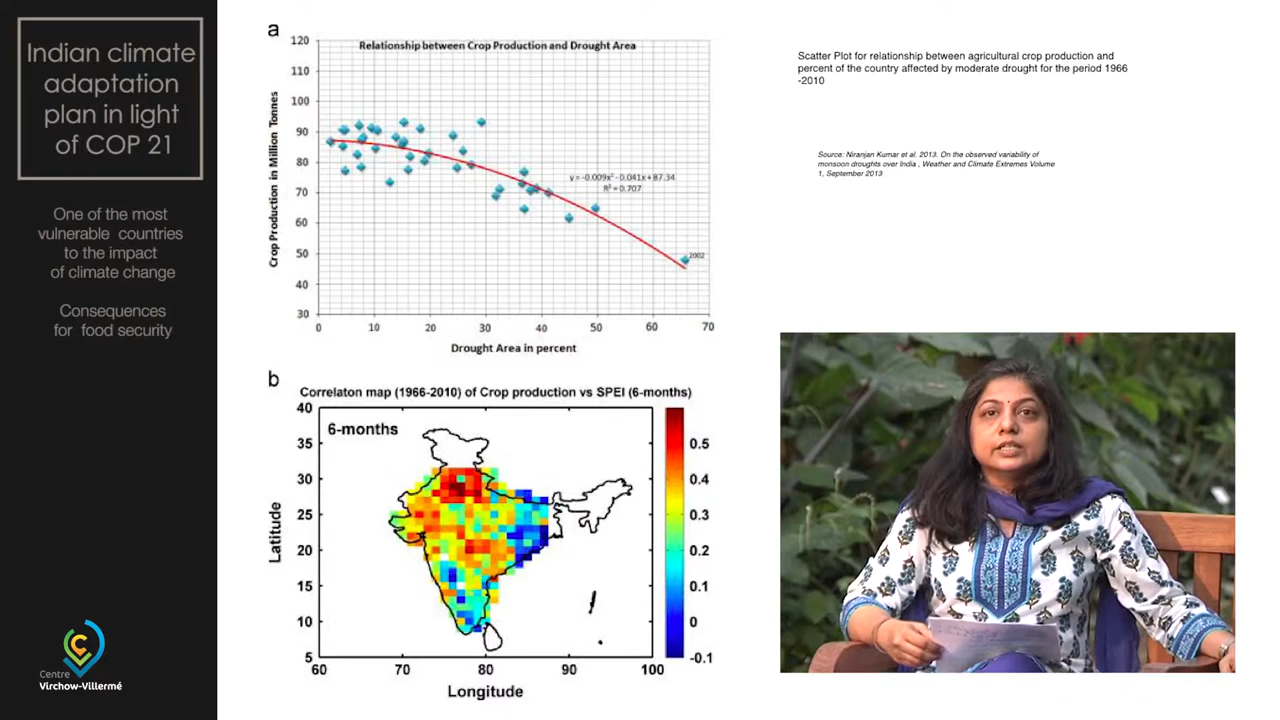 Indian climate
adaptation
plan in light
of COP 21
One of the most
vulnerable countries
to the impact
of climate change
Consequences
for food security
Centre
Virchow-Villermé
a
Relationship between Crop Production and Drought Area
Crop Production in Million Tonnes
120
110
100
90
80
70
60
50
40
30
y = -0.009x² - 0.041x + 87.34
R² = 0.707
2002
0 10 20 30 40 50 60 70
Drought Area in percent
b
Correlaton map (1966-2010) of Crop production vs SPEI (6-months)
6-months
Latitude
40
35
30
25
20
15
10
5
60 70 80 90 100
Longitude
0.5
0.4
0.3
0.2
0.1
0
-0.1
Scatter Plot for relationship between agricultural crop production and
percent of the country affected by moderate drought for the period 1966
-2010
Source: Niranjan Kumar et al. 2013. On the observed variability of
monsoon droughts over India , Weather and Climate Extremes Volume
1, September 2013